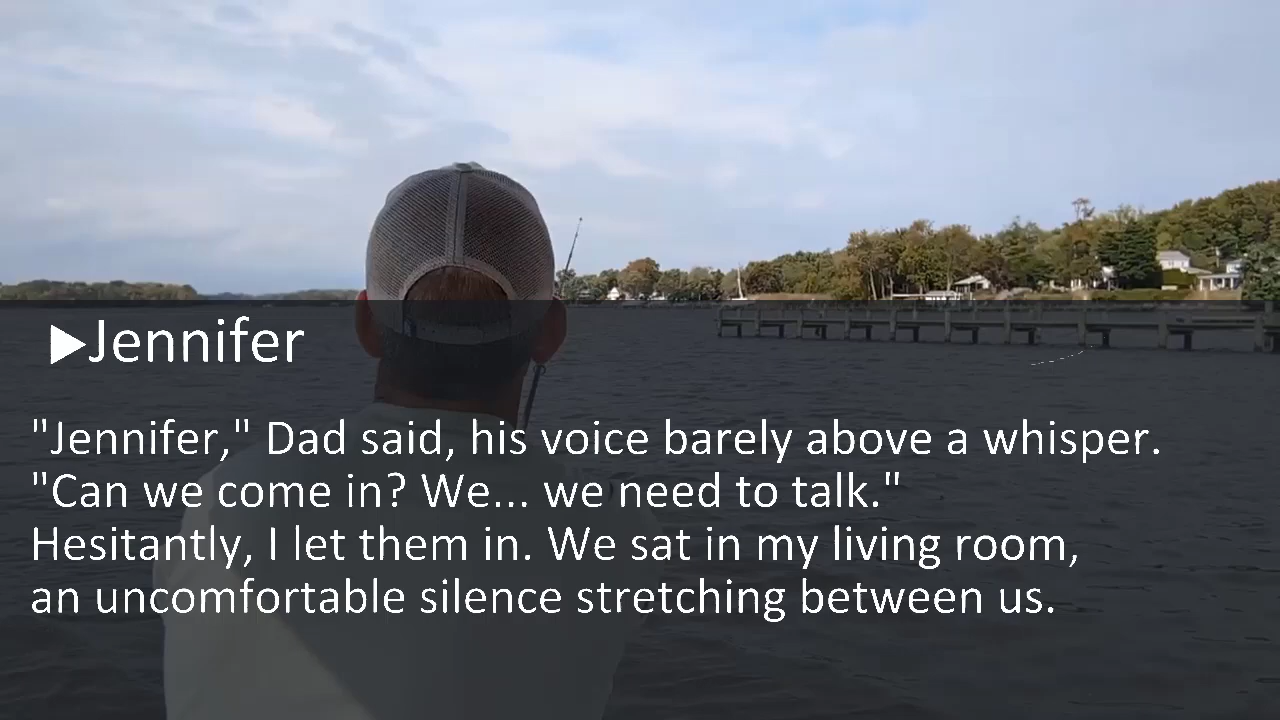 ▶Jennifer
"Jennifer," Dad said, his voice barely above a whisper.
"Can we come in? We... we need to talk."
Hesitantly, I let them in. We sat in my living room,
an uncomfortable silence stretching between us.